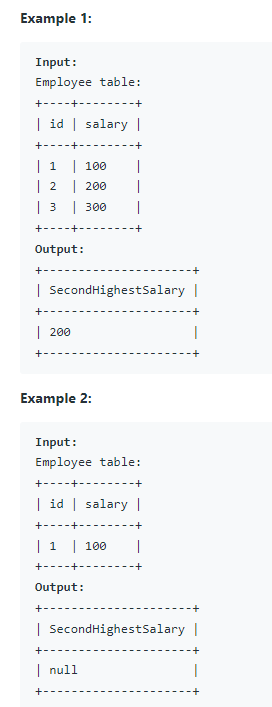 Example 1:
Input:
Employee table:
+----+--------+
| id | salary |
+----+--------+
| 1  | 100    |
| 2  | 200    |
| 3  | 300    |
+----+--------+
Output:
+---------------------+
| SecondHighestSalary |
+---------------------+
| 200                 |
+---------------------+
Example 2:
Input:
Employee table:
+----+--------+
| id | salary |
+----+--------+
| 1  | 100    |
+----+--------+
Output:
+---------------------+
| SecondHighestSalary |
+---------------------+
| null                |
+---------------------+